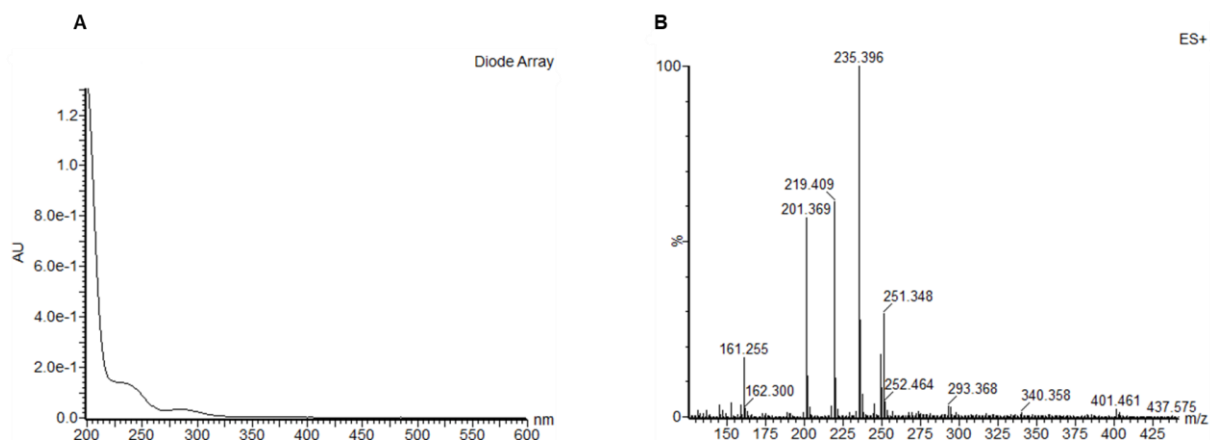 A
Diode Array
1.2
1.0
8.0e-1
6.0e-1
4.0e-1
2.0e-1
0.0
AU
200 250 300 350 400 450 500 550 600
nm
B
ES+
100
%
235.396
219.409
201.369
251.348
161.255
162.300
252.464
293.368
340.358
401.461
437.575
m/z
150 175 200 225 250 275 300 325 350 375 400 425